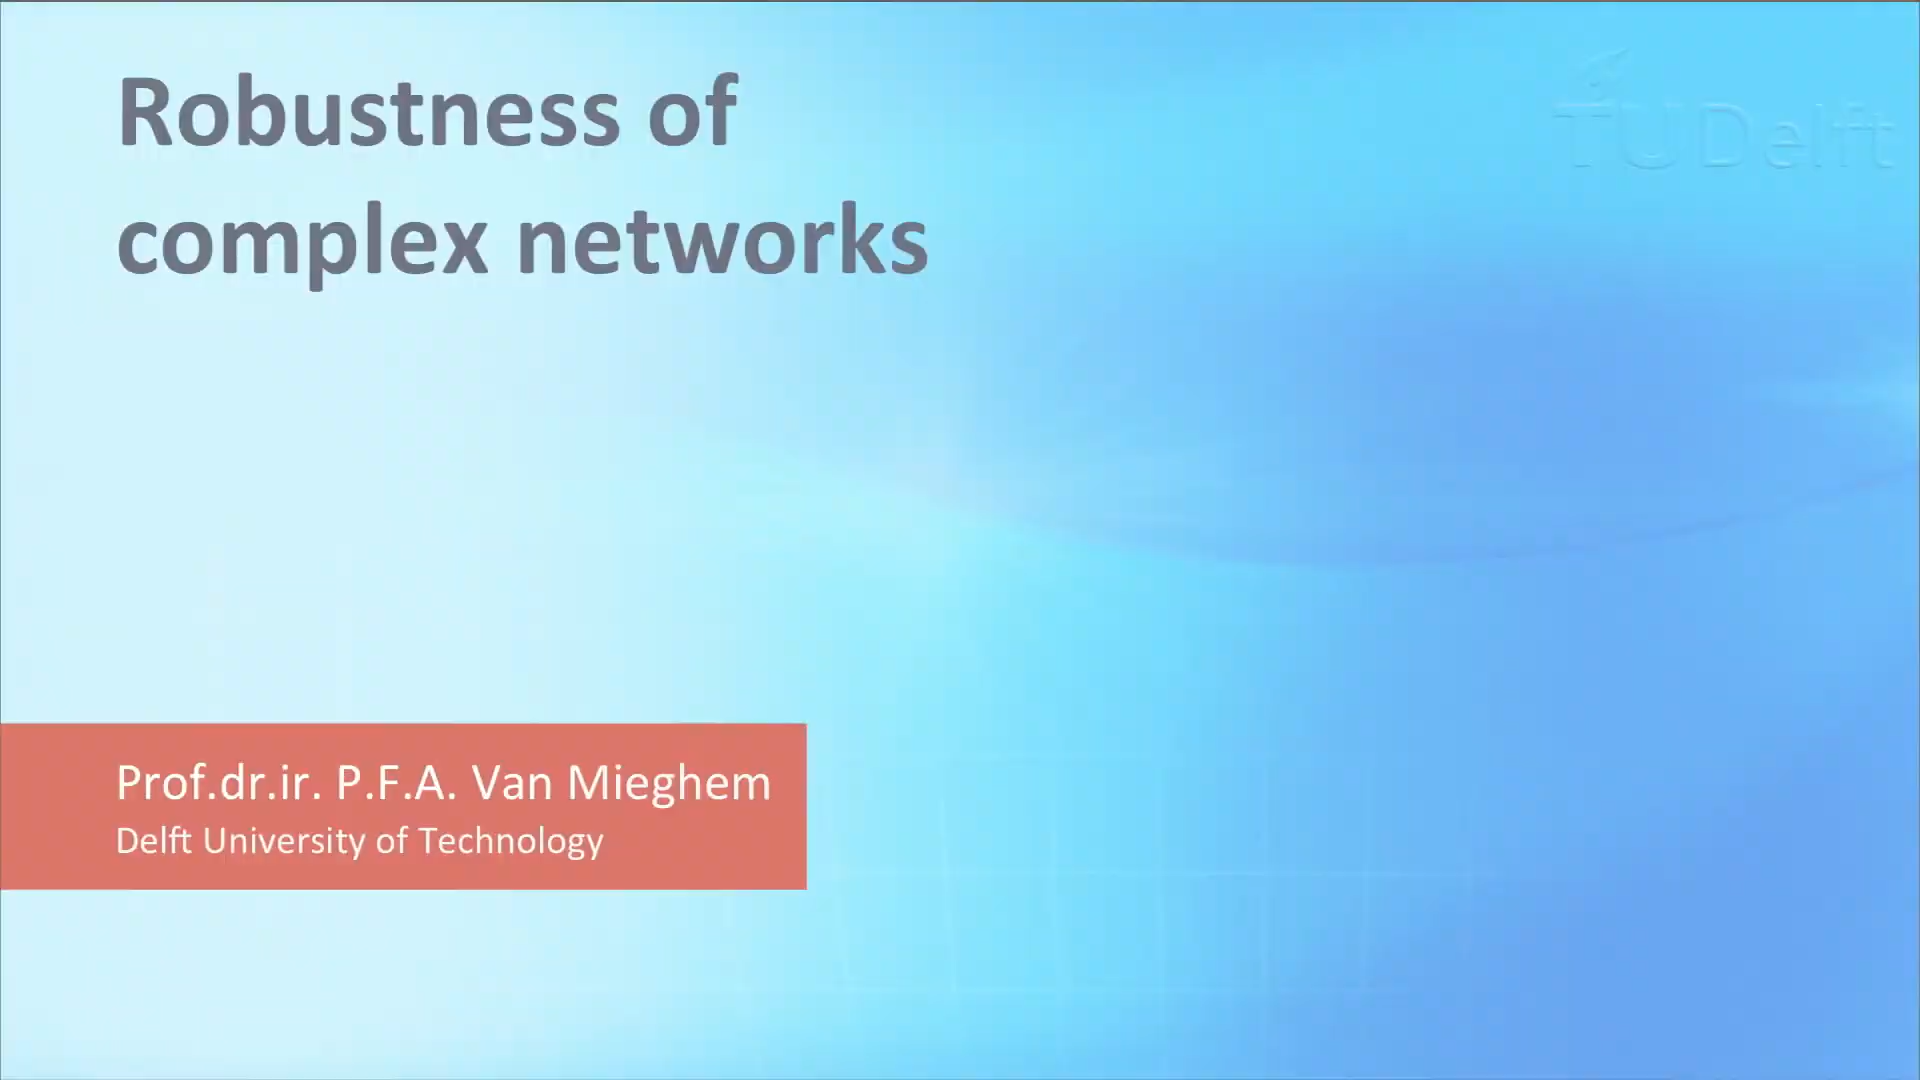 Robustness of
complex networks
TUDelft
Prof.dr.ir. P.F.A. Van Mieghem
Delft University of Technology